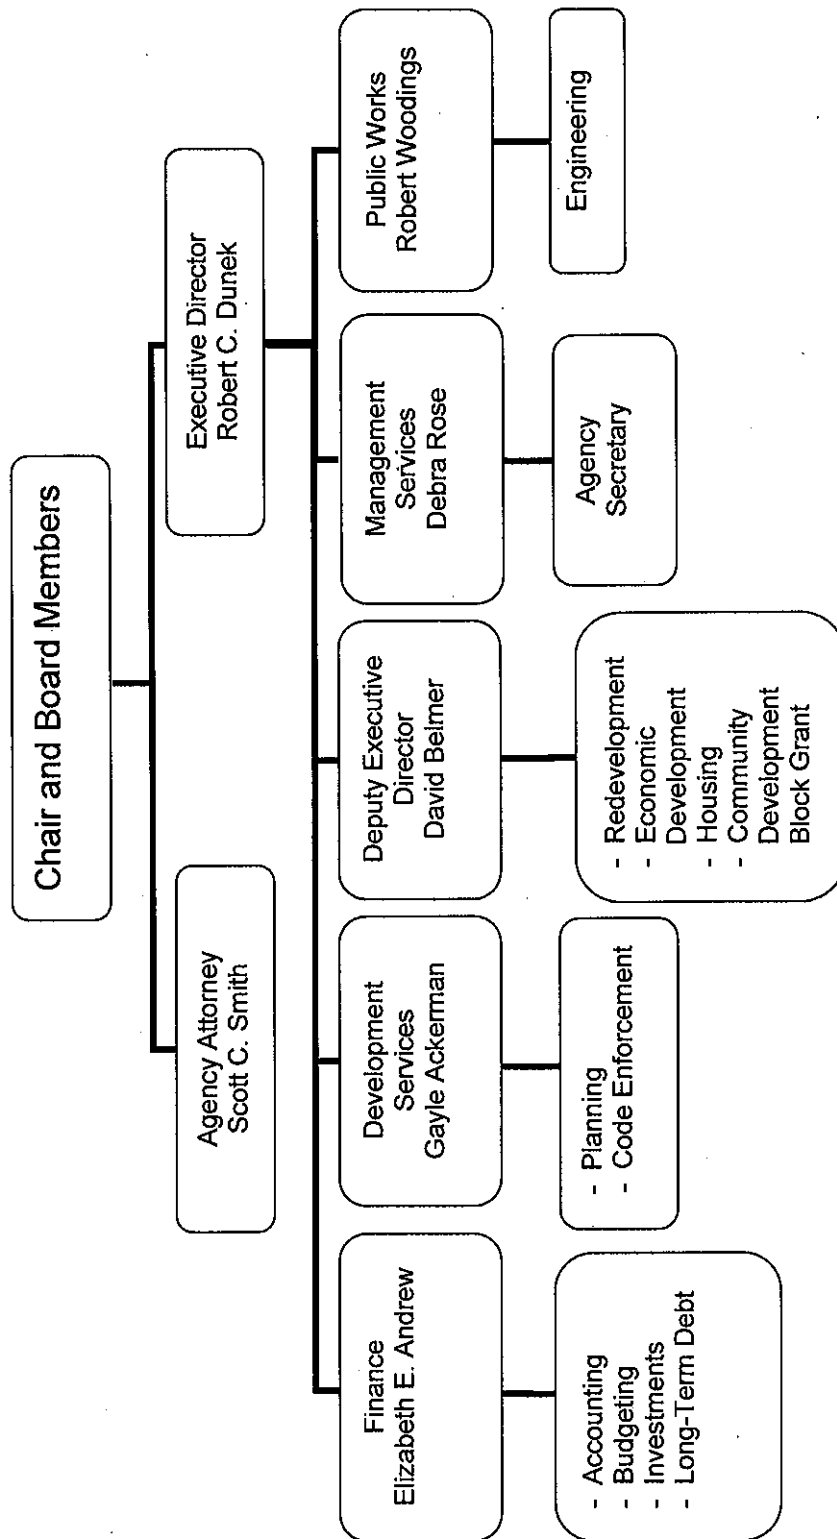 Chair and Board Members
Agency Attorney
Scott C. Smith
Executive Director
Robert C. Dunek
Finance
Elizabeth E. Andrew
Development
Services
Gayle Ackerman
Deputy Executive
Director
David Belmer
Management
Services
Debra Rose
Public Works
Robert Woodings
- Accounting
- Budgeting
- Investments
- Long-Term Debt
- Planning
- Code Enforcement
- Redevelopment
- Economic
Development
- Housing
- Community
Development
Block Grant
Agency
Secretary
Engineering